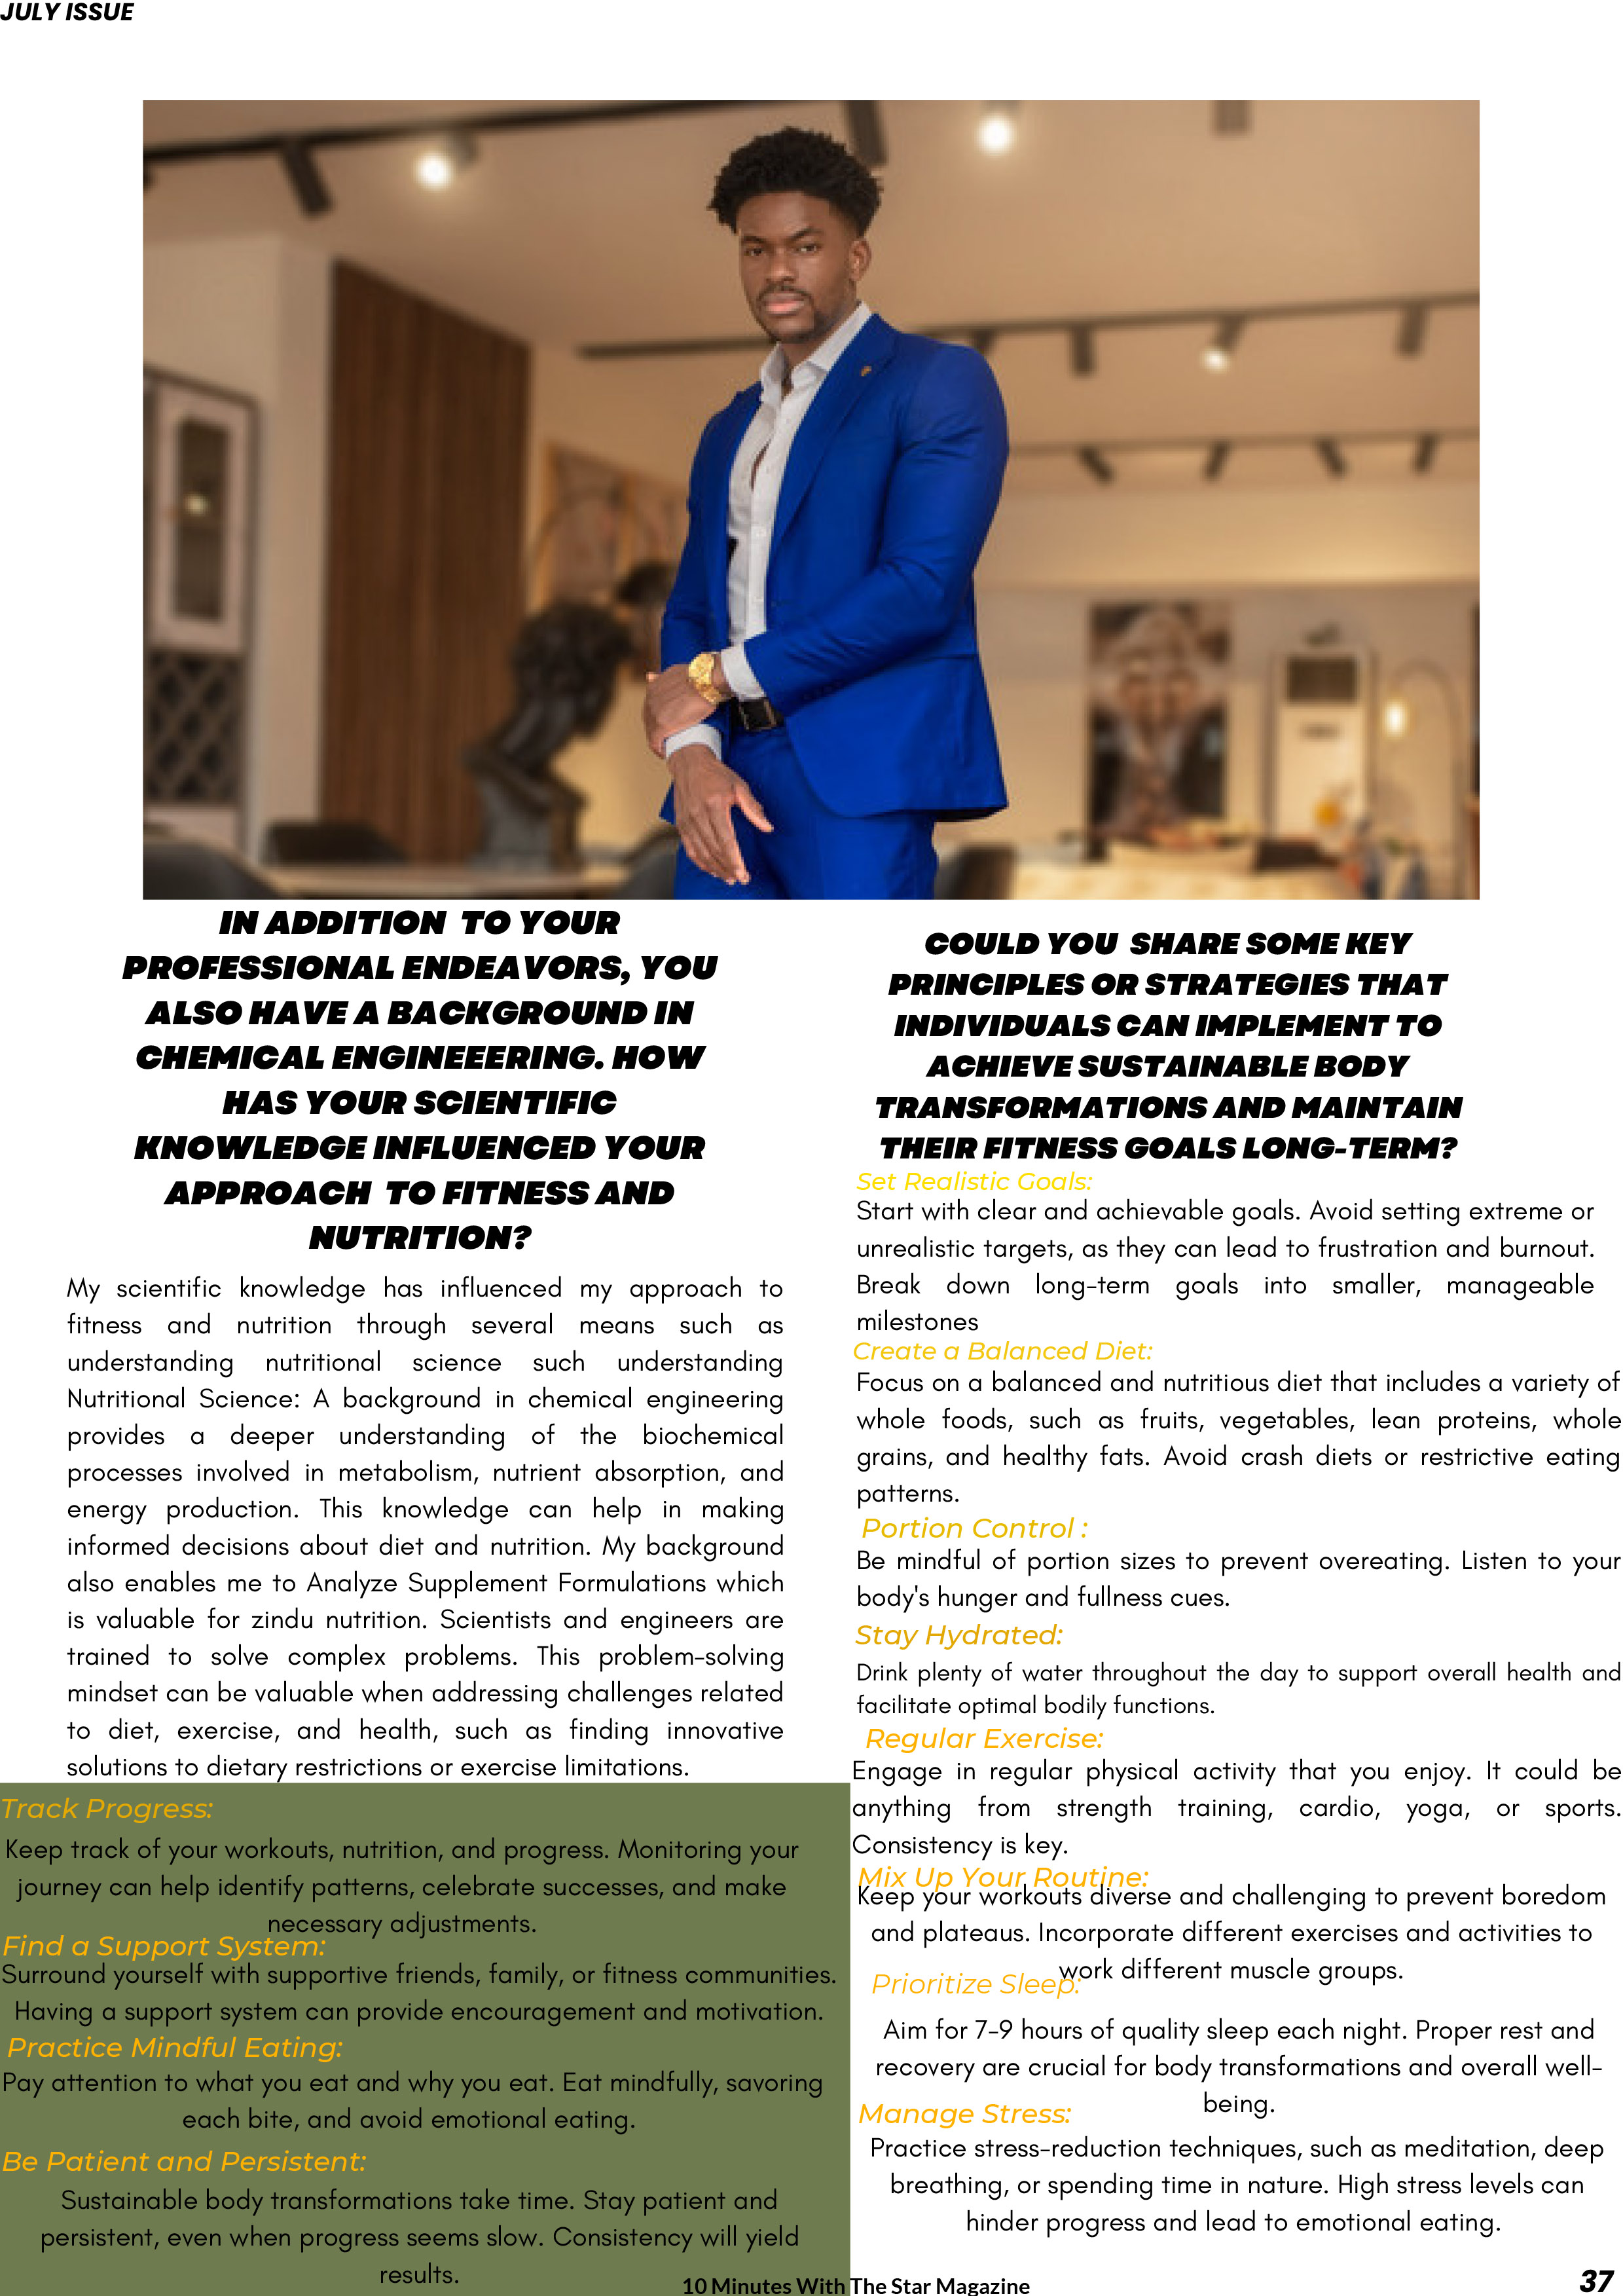 JULY ISSUE
IN ADDITION TO YOUR
PROFESSIONAL ENDEAVORS, YOU
ALSO HAVE A BACKGROUND IN
CHEMICAL ENGINEEERING. HOW
HAS YOUR SCIENTIFIC
KNOWLEDGE INFLUENCED YOUR
APPROACH TO FITNESS AND
NUTRITION?
My scientific knowledge has influenced my approach to
fitness and nutrition through several means such as
understanding nutritional science such understanding
Nutritional Science: A background in chemical engineering
provides a deeper understanding of the biochemical
processes involved in metabolism, nutrient absorption, and
energy production. This knowledge can help in making
informed decisions about diet and nutrition. My background
also enables me to Analyze Supplement Formulations which
is valuable for zindu nutrition. Scientists and engineers are
trained to solve complex problems. This problem-solving
mindset can be valuable when addressing challenges related
to diet, exercise, and health, such as finding innovative
solutions to dietary restrictions or exercise limitations.
COULD YOU SHARE SOME KEY
PRINCIPLES OR STRATEGIES THAT
INDIVIDUALS CAN IMPLEMENT TO
ACHIEVE SUSTAINABLE BODY
TRANSFORMATIONS AND MAINTAIN
THEIR FITNESS GOALS LONG-TERM?
Set Realistic Goals:
Start with clear and achievable goals. Avoid setting extreme or
unrealistic targets, as they can lead to frustration and burnout.
Break down long-term goals into smaller, manageable
milestones
Create a Balanced Diet:
Focus on a balanced and nutritious diet that includes a variety of
whole foods, such as fruits, vegetables, lean proteins, whole
grains, and healthy fats. Avoid crash diets or restrictive eating
patterns.
Portion Control :
Be mindful of portion sizes to prevent overeating. Listen to your
body's hunger and fullness cues.
Stay Hydrated:
Drink plenty of water throughout the day to support overall health and
facilitate optimal bodily functions.
Regular Exercise:
Engage in regular physical activity that you enjoy. It could be
anything from strength training, cardio, yoga, or sports.
Consistency is key.
Mix Up Your Routine:
Keep your workouts diverse and challenging to prevent boredom
and plateaus. Incorporate different exercises and activities to
work different muscle groups.
Prioritize Sleep:
Aim for 7-9 hours of quality sleep each night. Proper rest and
recovery are crucial for body transformations and overall well-
being.
Manage Stress:
Practice stress-reduction techniques, such as meditation, deep
breathing, or spending time in nature. High stress levels can
hinder progress and lead to emotional eating.
Track Progress:
Keep track of your workouts, nutrition, and progress. Monitoring your
journey can help identify patterns, celebrate successes, and make
necessary adjustments.
Find a Support System:
Surround yourself with supportive friends, family, or fitness communities.
Having a support system can provide encouragement and motivation.
Practice Mindful Eating:
Pay attention to what you eat and why you eat. Eat mindfully, savoring
each bite, and avoid emotional eating.
Be Patient and Persistent:
Sustainable body transformations take time. Stay patient and
persistent, even when progress seems slow. Consistency will yield
results.
10 Minutes With The Star Magazine
37